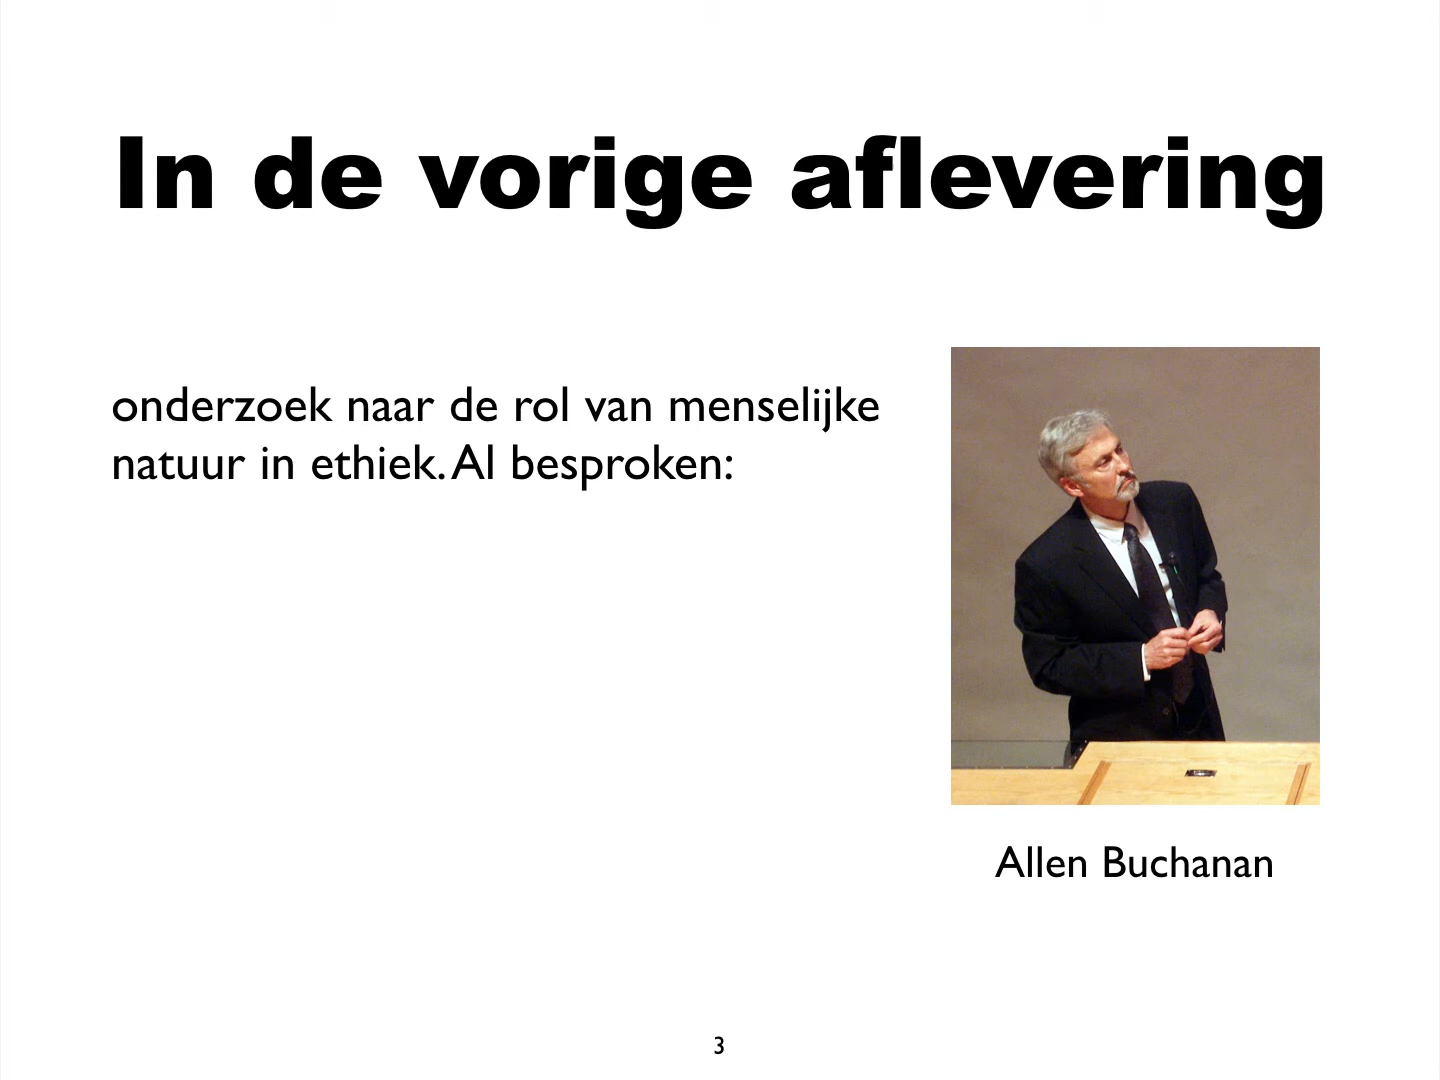 In de vorige aflevering
onderzoek naar de rol van menselijke
natuur in ethiek. Al besproken:
Allen Buchanan
3